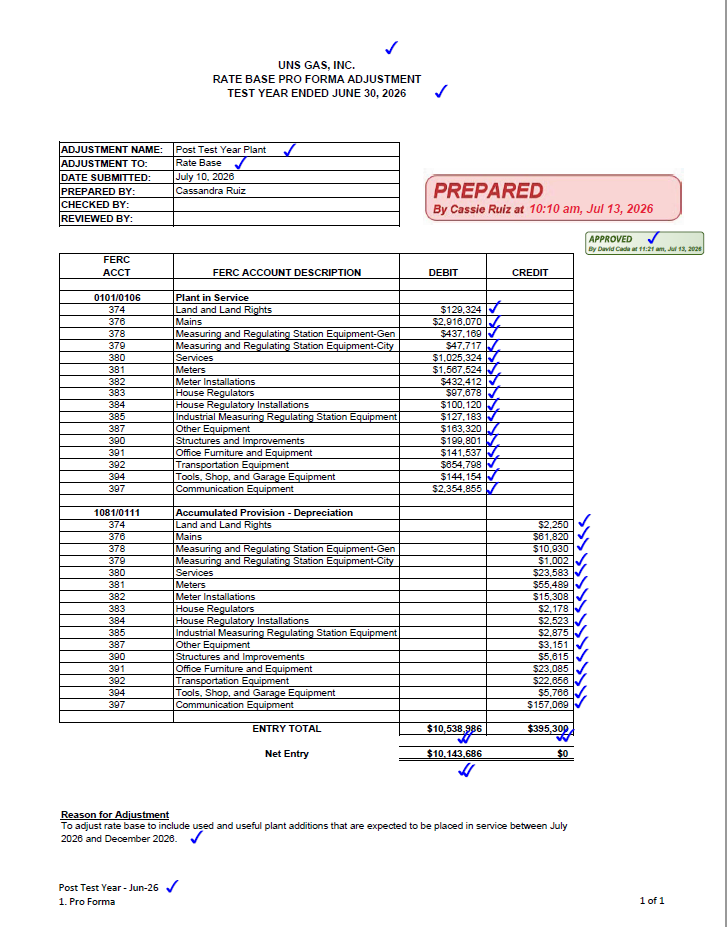 UNS GAS, INC.
RATE BASE PRO FORMA ADJUSTMENT
TEST YEAR ENDED JUNE 30, 2026
ADJUSTMENT NAME: Post Test Year Plant
ADJUSTMENT TO: Rate Base
DATE SUBMITTED: July 10, 2026
PREPARED BY: Cassandra Ruiz
CHECKED BY:
REVIEWED BY:
PREPARED
By Cassie Ruiz at 10:10 am, Jul 13, 2026
APPROVED
By David Cada at 11:21 am, Jul 13, 2026
FERC ACCT FERC ACCOUNT DESCRIPTION DEBIT CREDIT
0101/0106 Plant in Service
374 Land and Land Rights $129,324
376 Mains $2,916,070
378 Measuring and Regulating Station Equipment-Gen $437,169
379 Measuring and Regulating Station Equipment-City $47,717
380 Services $1,025,324
381 Meters $1,567,524
382 Meter Installations $432,412
383 House Regulators $97,678
384 House Regulatory Installations $100,120
385 Industrial Measuring Regulating Station Equipment $127,183
387 Other Equipment $163,320
390 Structures and Improvements $199,801
391 Office Furniture and Equipment $141,537
392 Transportation Equipment $654,798
394 Tools, Shop, and Garage Equipment $144,154
397 Communication Equipment $2,354,855
1081/0111 Accumulated Provision - Depreciation
374 Land and Land Rights $2,250
376 Mains $61,820
378 Measuring and Regulating Station Equipment-Gen $10,930
379 Measuring and Regulating Station Equipment-City $1,002
380 Services $23,583
381 Meters $55,489
382 Meter Installations $15,308
383 House Regulators $2,178
384 House Regulatory Installations $2,523
385 Industrial Measuring Regulating Station Equipment $2,875
387 Other Equipment $3,151
390 Structures and Improvements $5,615
391 Office Furniture and Equipment $23,085
392 Transportation Equipment $22,656
394 Tools, Shop, and Garage Equipment $5,766
397 Communication Equipment $157,069
ENTRY TOTAL $10,538,986 $395,300
Net Entry $10,143,686 $0
Reason for Adjustment
To adjust rate base to include used and useful plant additions that are expected to be placed in service between July
2026 and December 2026.
Post Test Year - Jun-26
1. Pro Forma
1 of 1